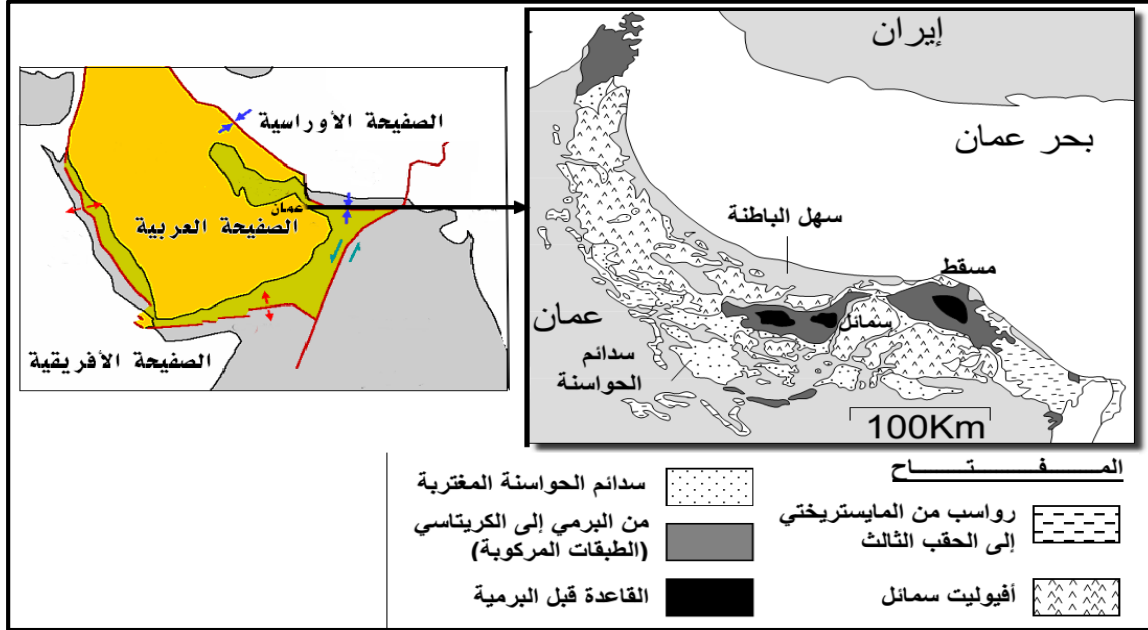 إيران
بحر عمان
سهل الباطنة
مسقط
سمائل
عمان
سدائم
الحواسنة
100Km
الصفيحة الأوراسية
عمان
الصفيحة العربية
الصفيحة الأفريقية
المـــفـــتـــاح
رواسب من المايستريختي
إلى الحقب الثالث
أفيوليت سمائل
سدائم الحواسنة المغتربة
من البرمي إلى الكريتاسي
(الطبقات المركوبة)
القاعدة قبل البرمية